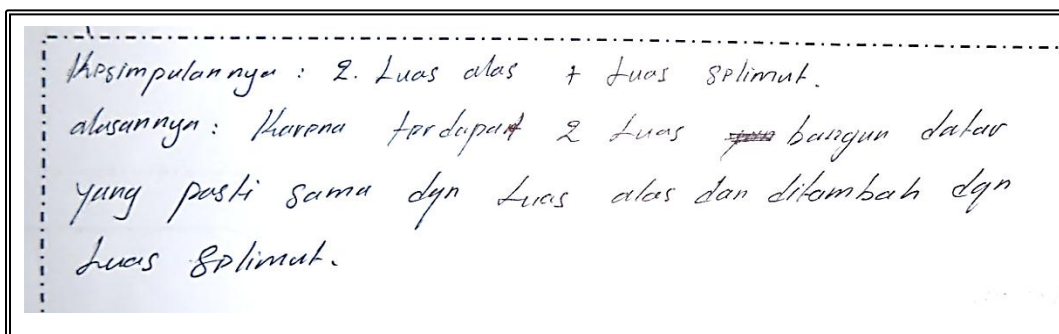 Kesimpulannya : 2. Luas alas + Luas Selimut.
alasannya : Karena terdapat 2 Luas bangun datar
yang pasti sama dgn Luas alas dan ditambah dgn
Luas Selimut.